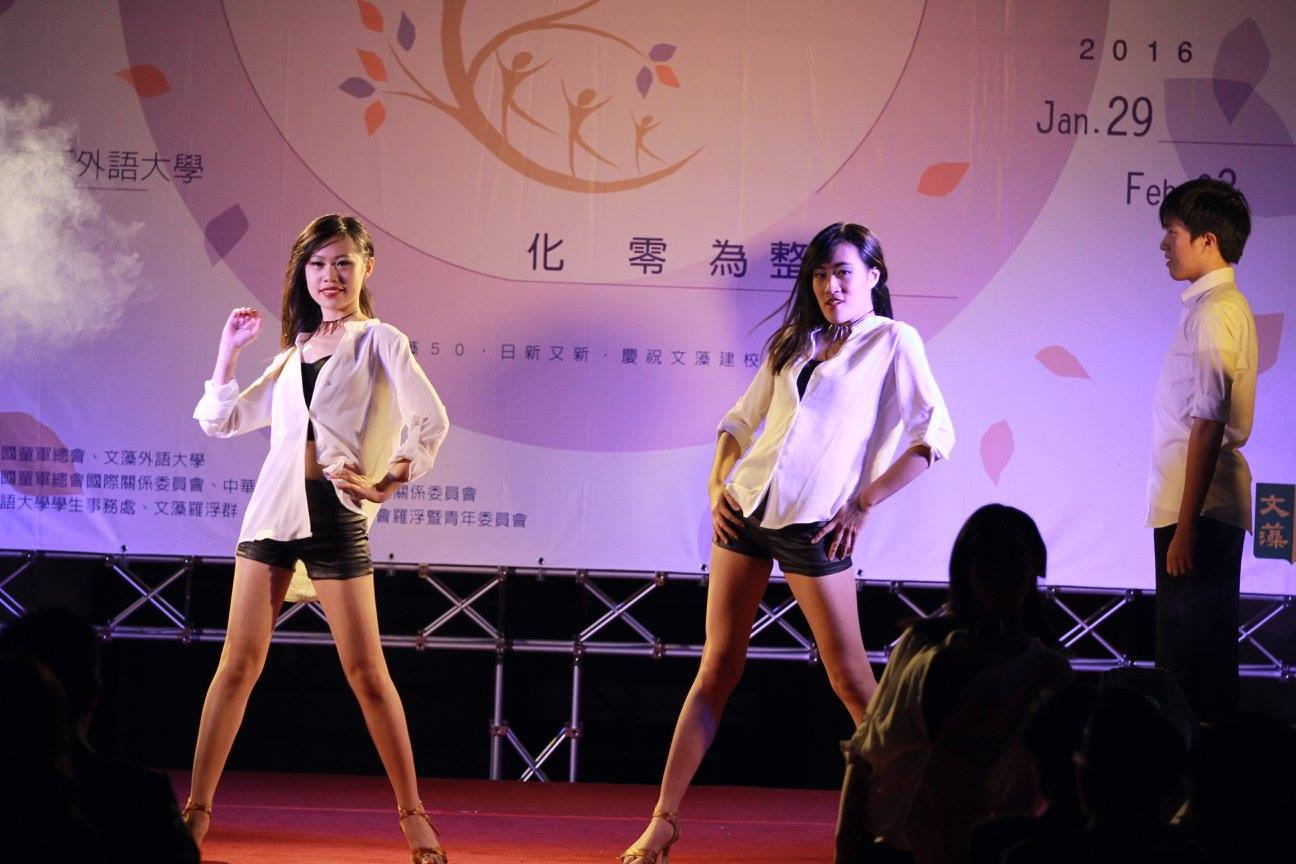 2016
Jan.29
Feb
外語大學
化零為整
50・日新又新・慶祝文藻建校
國童軍總會、文藻外語大學
國童軍總會國際關係委員會、中華
關係委員會
語大學學生事務處、文藻羅浮群
會羅浮暨青年委員會
文藻